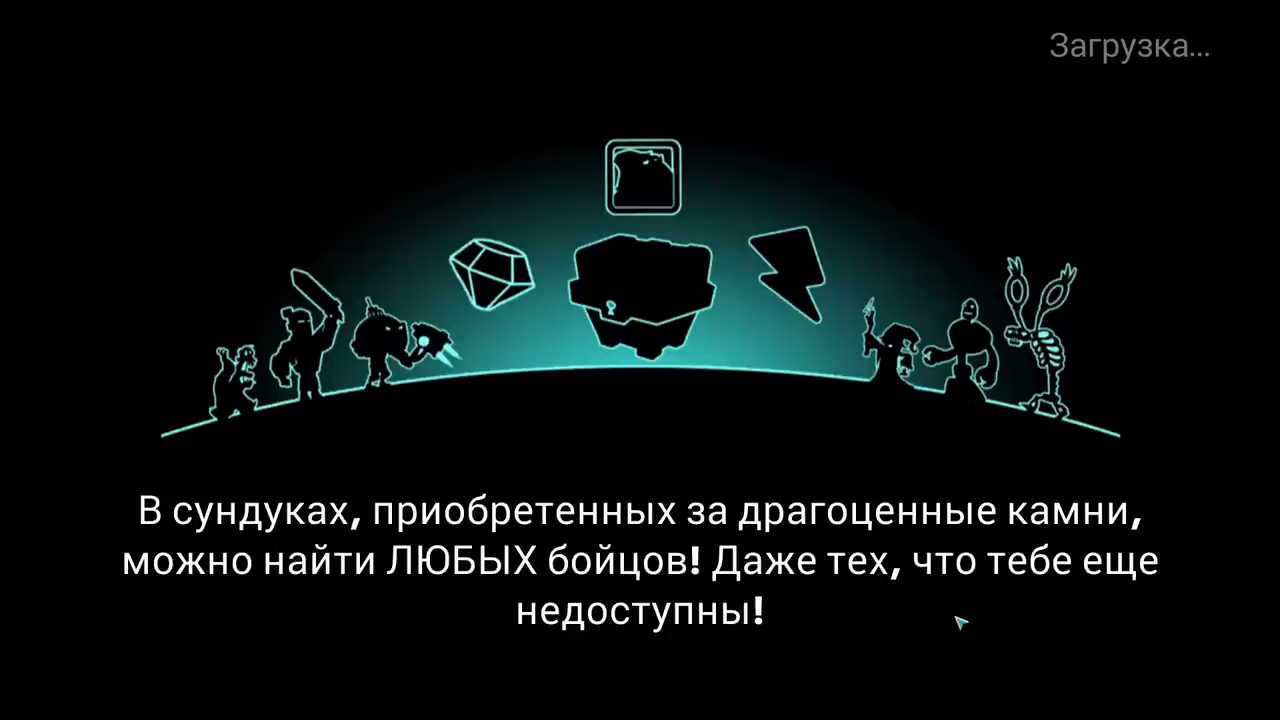 Загрузка...
В сундуках, приобретенных за драгоценные камни,
можно найти ЛЮБЫХ бойцов! Даже тех, что тебе еще
недоступны!